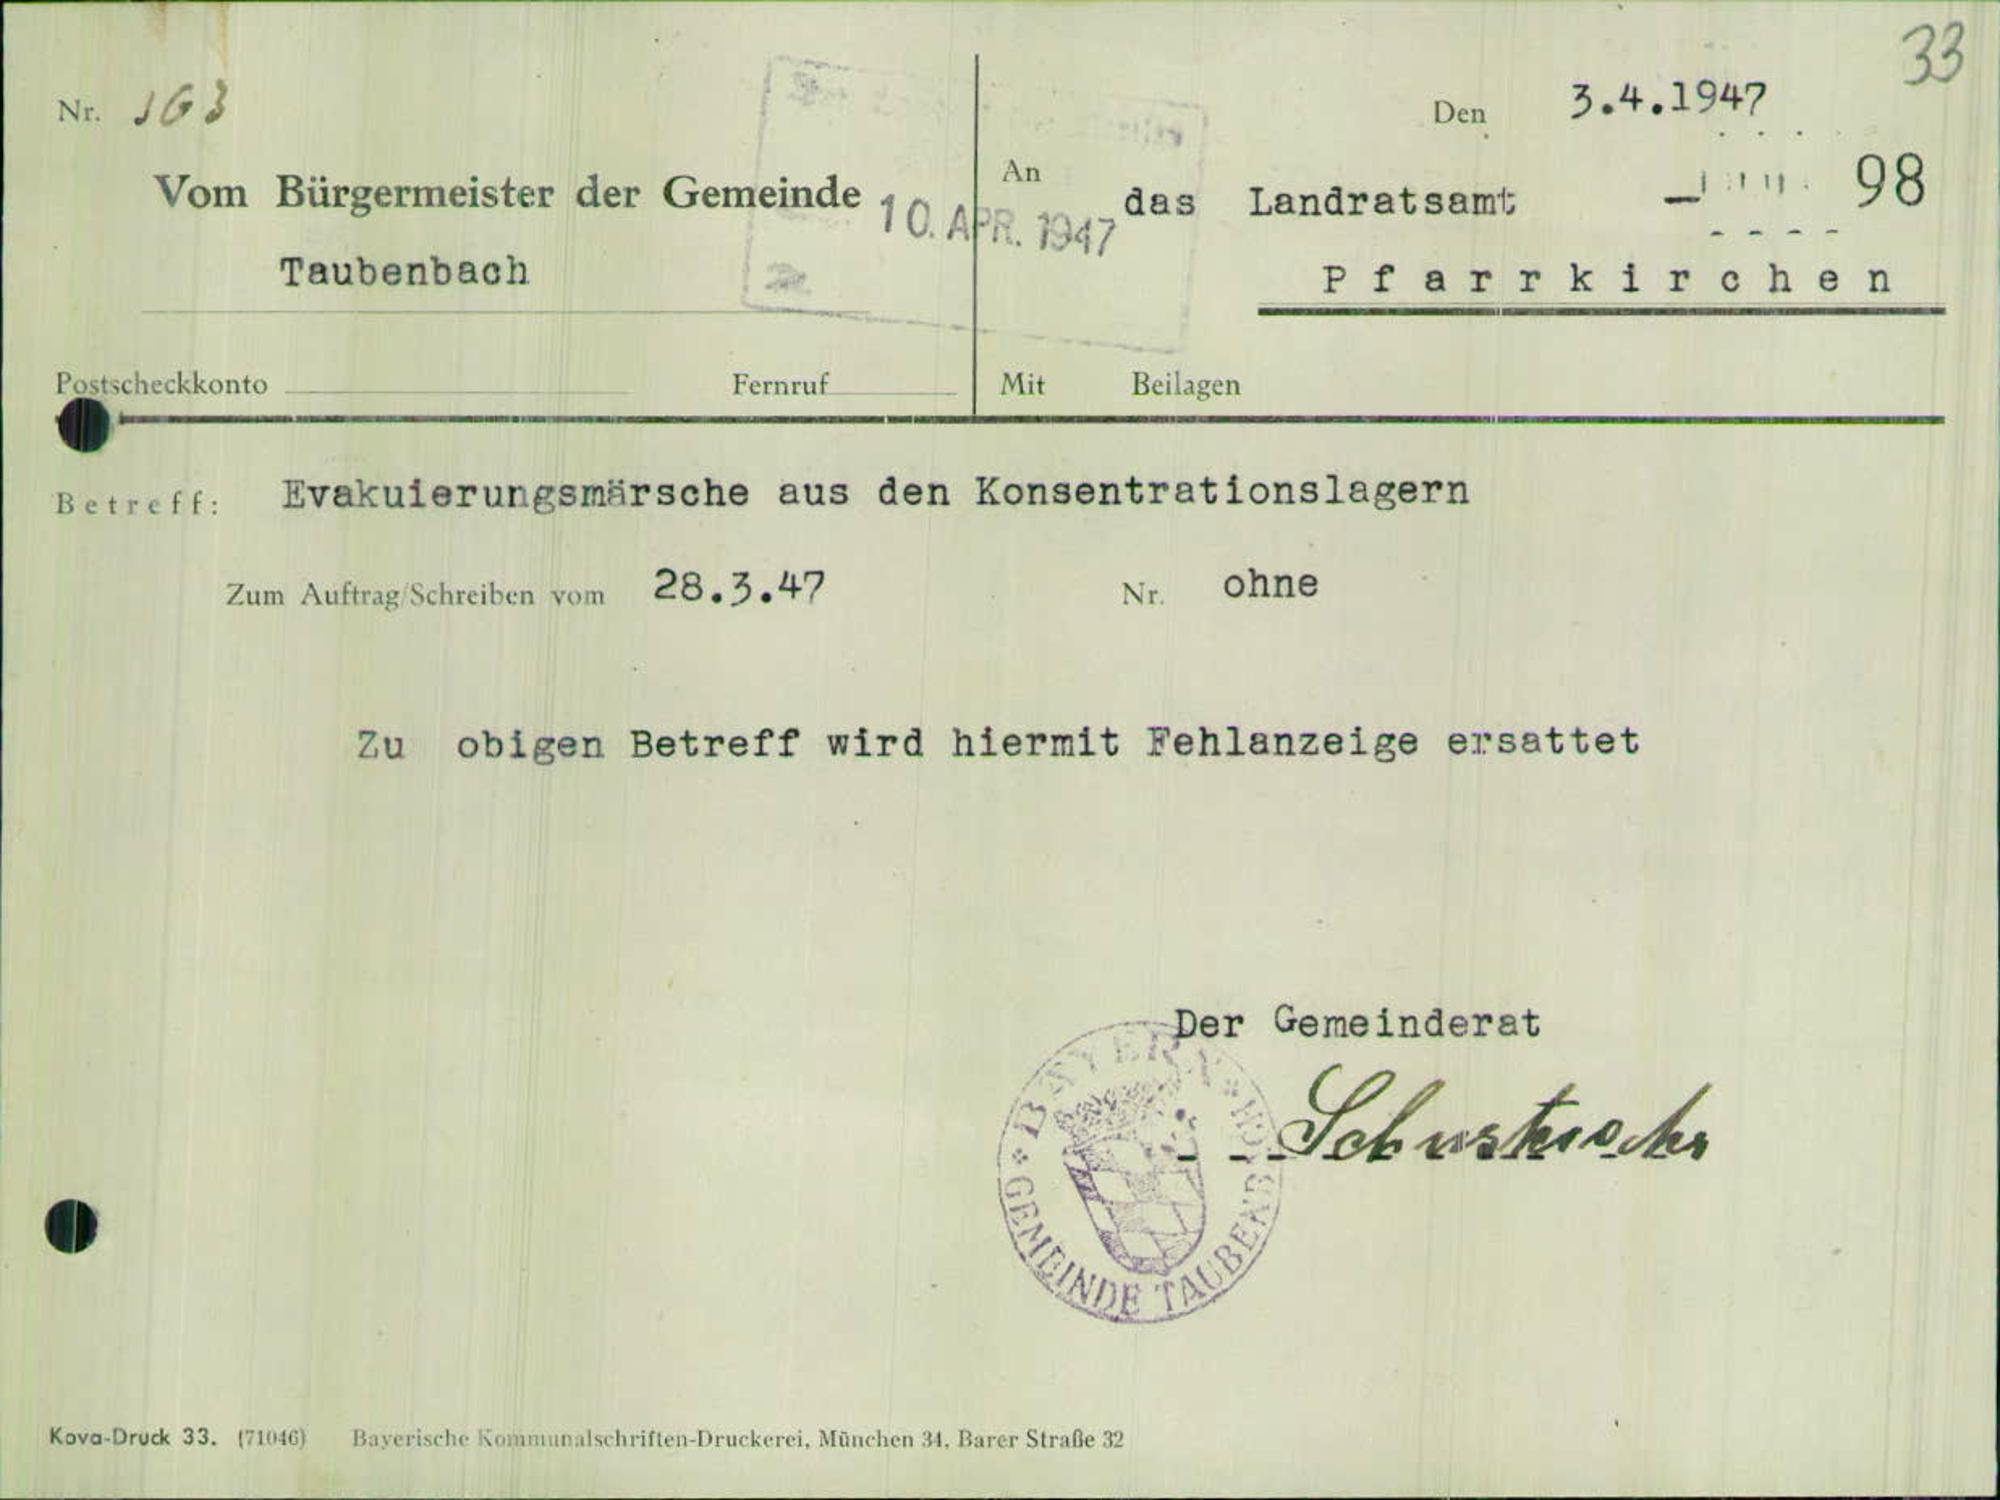 33
Nr. 163
Den 3.4.1947
Vom Bürgermeister der Gemeinde
An das Landratsamt
98
10. APR. 1947
Taubenbach
Pfarrkirchen
Postscheckkonto
Fernruf
Mit Beilagen
Betreff: Evakuierungsmärsche aus den Konsentrationslagern
Zum Auftrag/Schreiben vom 28.3.47 Nr. ohne
Zu obigen Betreff wird hiermit Fehlanzeige ersattet
Der Gemeinderat
BAYERN
GEMEINDE TAUBENBACH
Kova-Druck 33. (71046) Bayerische Kommunalschriften-Druckerei, München 34, Barer Straße 32